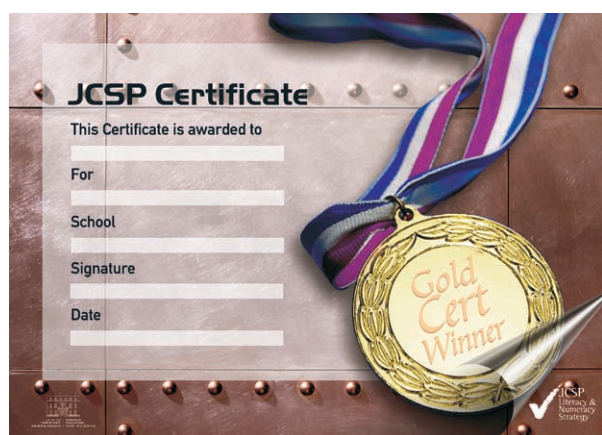 JCSP Certificate
This Certificate is awarded to
For
School
Signature
Date
Gold
Cert
Winner
JCSP
Literacy &
Numeracy
Strategy